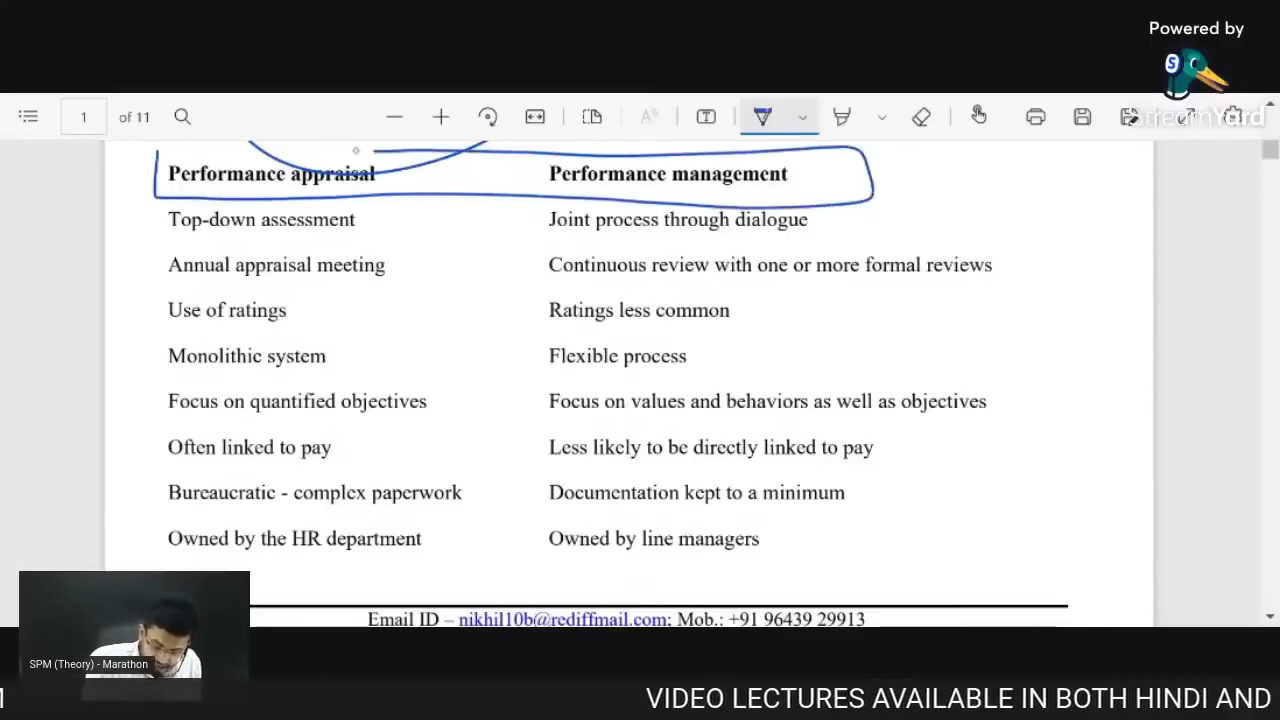 Powered by
S
1 of 11
StreamYard
Performance appraisal Performance management
Top-down assessment Joint process through dialogue
Annual appraisal meeting Continuous review with one or more formal reviews
Use of ratings Ratings less common
Monolithic system Flexible process
Focus on quantified objectives Focus on values and behaviors as well as objectives
Often linked to pay Less likely to be directly linked to pay
Bureaucratic - complex paperwork Documentation kept to a minimum
Owned by the HR department Owned by line managers
Email ID – nikhil10b@rediffmail.com; Mob.: +91 96439 29913
SPM (Theory) - Marathon
VIDEO LECTURES AVAILABLE IN BOTH HINDI AND